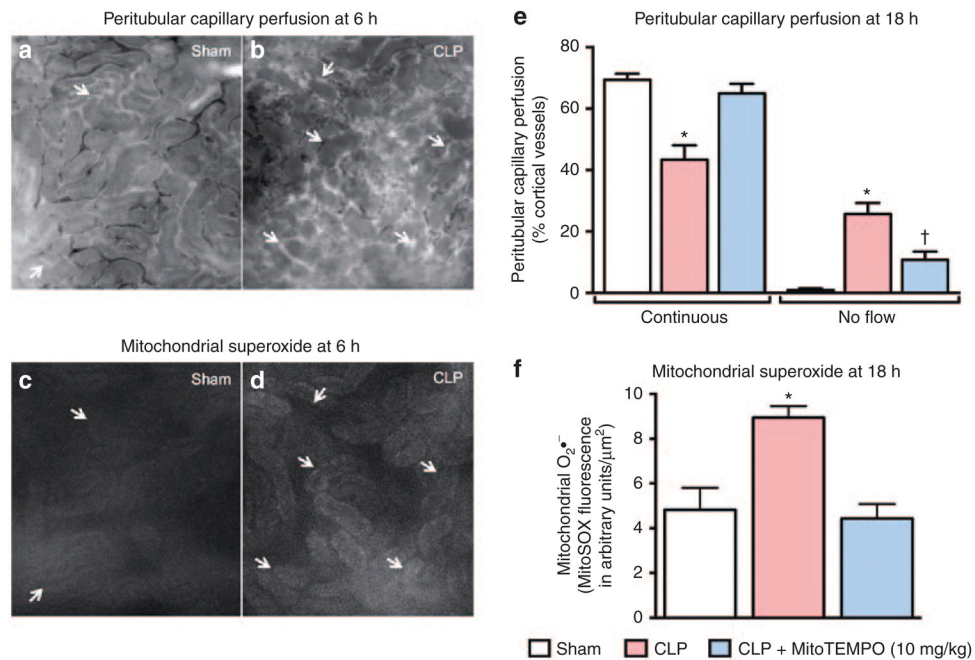 Peritubular capillary perfusion at 6 h
a
Sham
b
CLP
Mitochondrial superoxide at 6 h
c
Sham
d
CLP
e
Peritubular capillary perfusion at 18 h
Peritubular capillary perfusion
(% cortical vessels)
80
60
40
20
0
*
*
†
Continuous
No flow
f
Mitochondrial superoxide at 18 h
Mitochondrial O₂•⁻
(MitoSOX fluorescence
in arbitrary units/μm²)
10
8
6
4
2
0
*
Sham
CLP
CLP + MitoTEMPO (10 mg/kg)